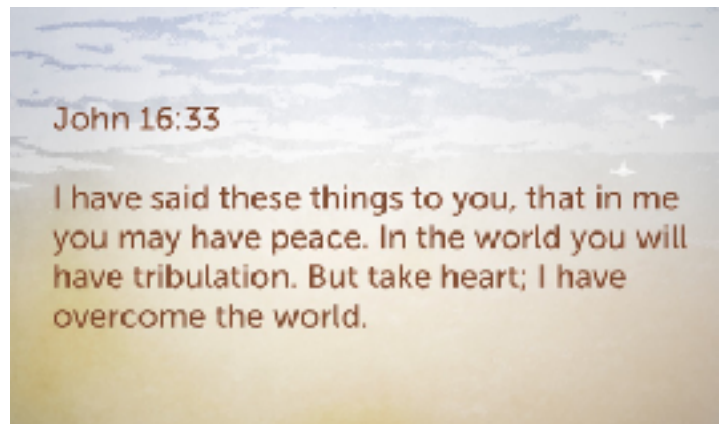 John 16:33
I have said these things to you, that in me
you may have peace. In the world you will
have tribulation. But take heart; I have
overcome the world.